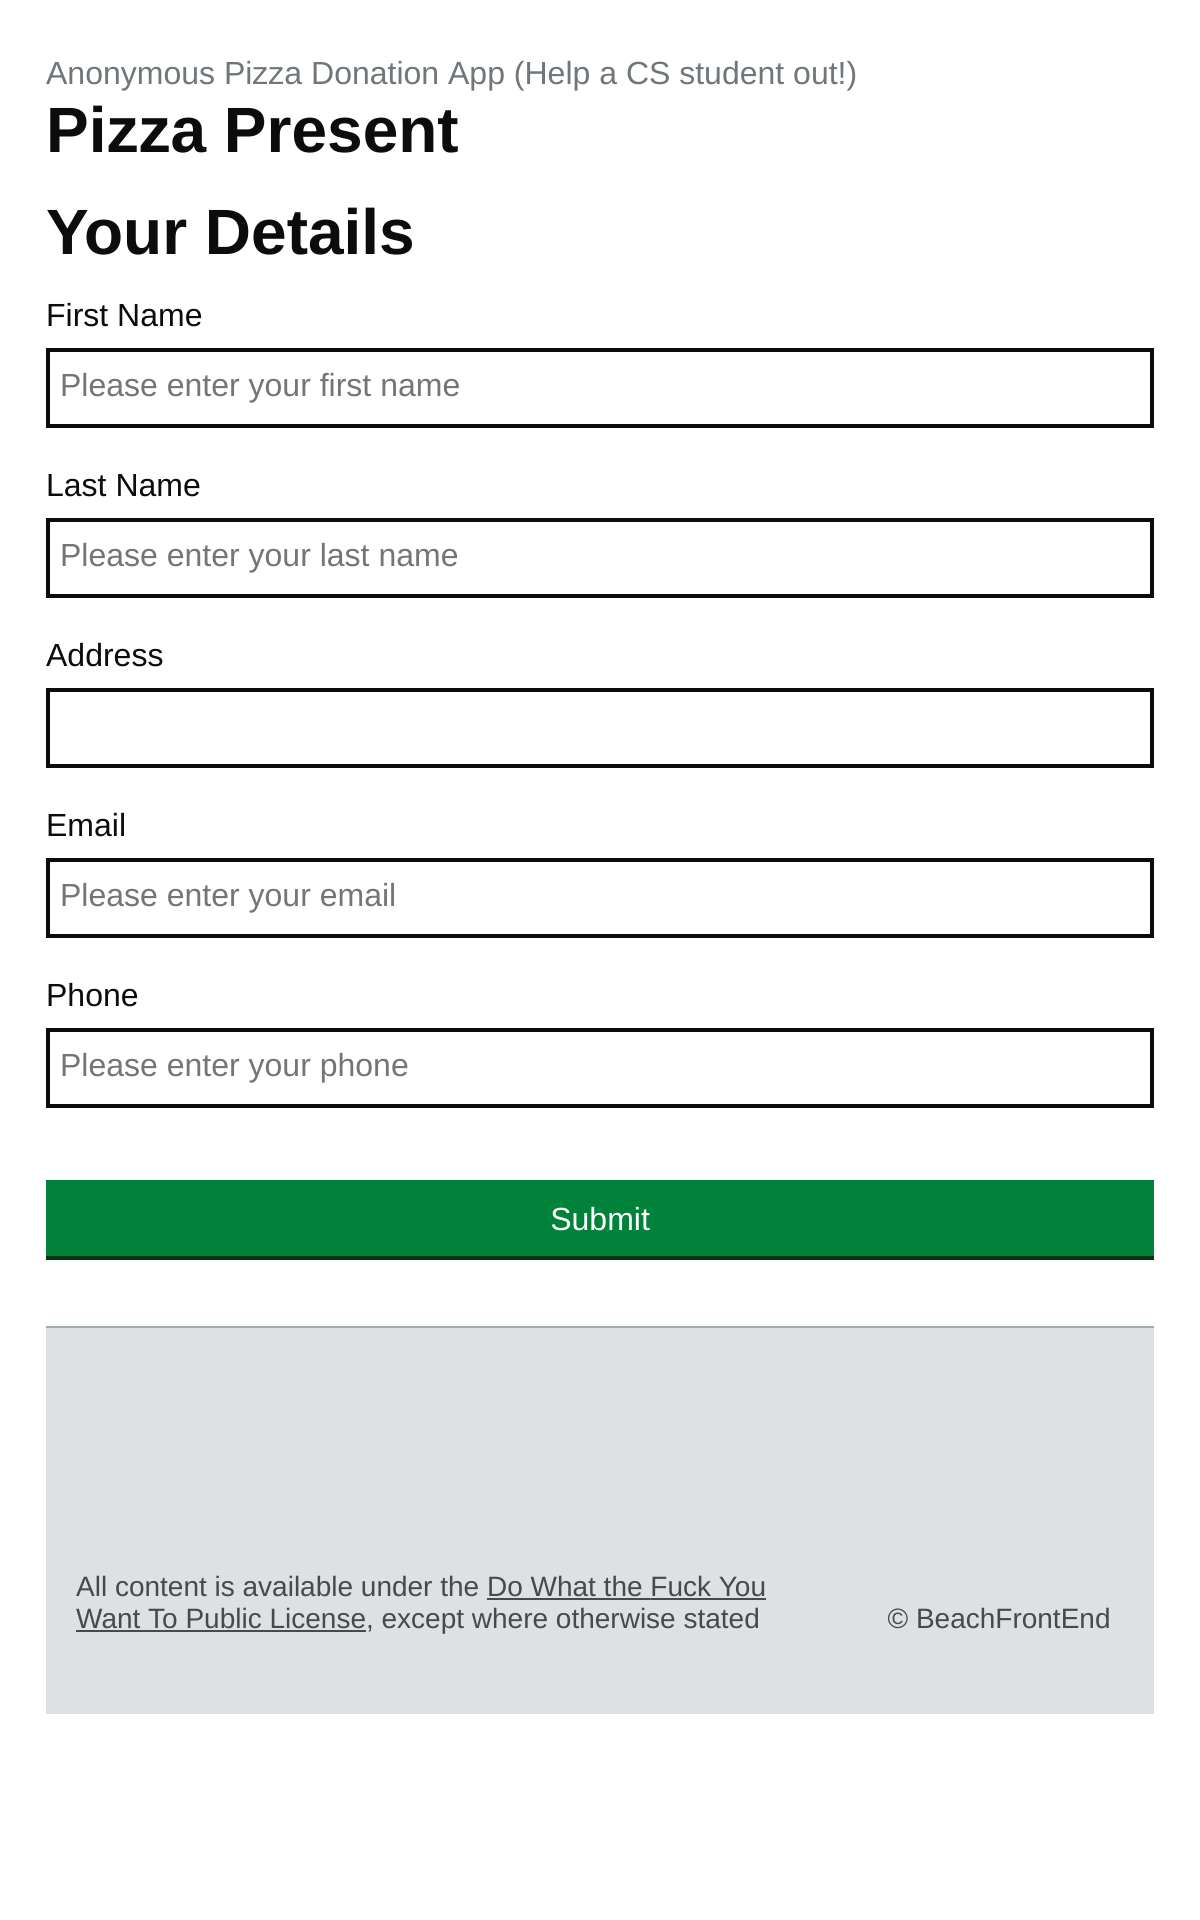 Anonymous Pizza Donation App (Help a CS student out!)
Pizza Present
Your Details
First Name
Please enter your first name
Last Name
Please enter your last name
Address
Email
Please enter your email
Phone
Please enter your phone
Submit
All content is available under the Do What the Fuck You
Want To Public License, except where otherwise stated
© BeachFrontEnd